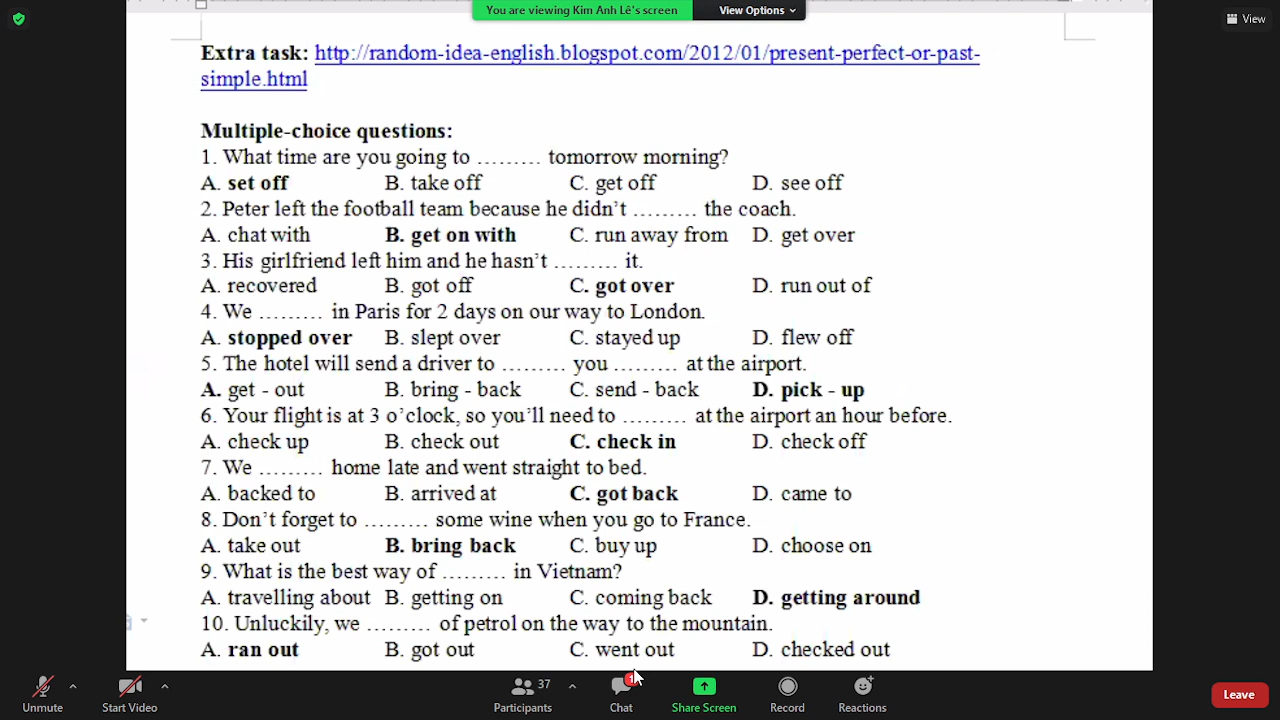 You are viewing Kim Anh Lê's screen
View Options
View
Extra task: http://random-idea-english.blogspot.com/2012/01/present-perfect-or-past-
simple.html
Multiple-choice questions:
1. What time are you going to ......... tomorrow morning?
A. set off B. take off C. get off D. see off
2. Peter left the football team because he didn't ......... the coach.
A. chat with B. get on with C. run away from D. get over
3. His girlfriend left him and he hasn't ......... it.
A. recovered B. got off C. got over D. run out of
4. We ......... in Paris for 2 days on our way to London.
A. stopped over B. slept over C. stayed up D. flew off
5. The hotel will send a driver to ......... you ......... at the airport.
A. get - out B. bring - back C. send - back D. pick - up
6. Your flight is at 3 o'clock, so you'll need to ......... at the airport an hour before.
A. check up B. check out C. check in D. check off
7. We ......... home late and went straight to bed.
A. backed to B. arrived at C. got back D. came to
8. Don't forget to ......... some wine when you go to France.
A. take out B. bring back C. buy up D. choose on
9. What is the best way of ......... in Vietnam?
A. travelling about B. getting on C. coming back D. getting around
10. Unluckily, we ......... of petrol on the way to the mountain.
A. ran out B. got out C. went out D. checked out
Unmute Start Video Participants 37 Chat 1 Share Screen Record Reactions Leave